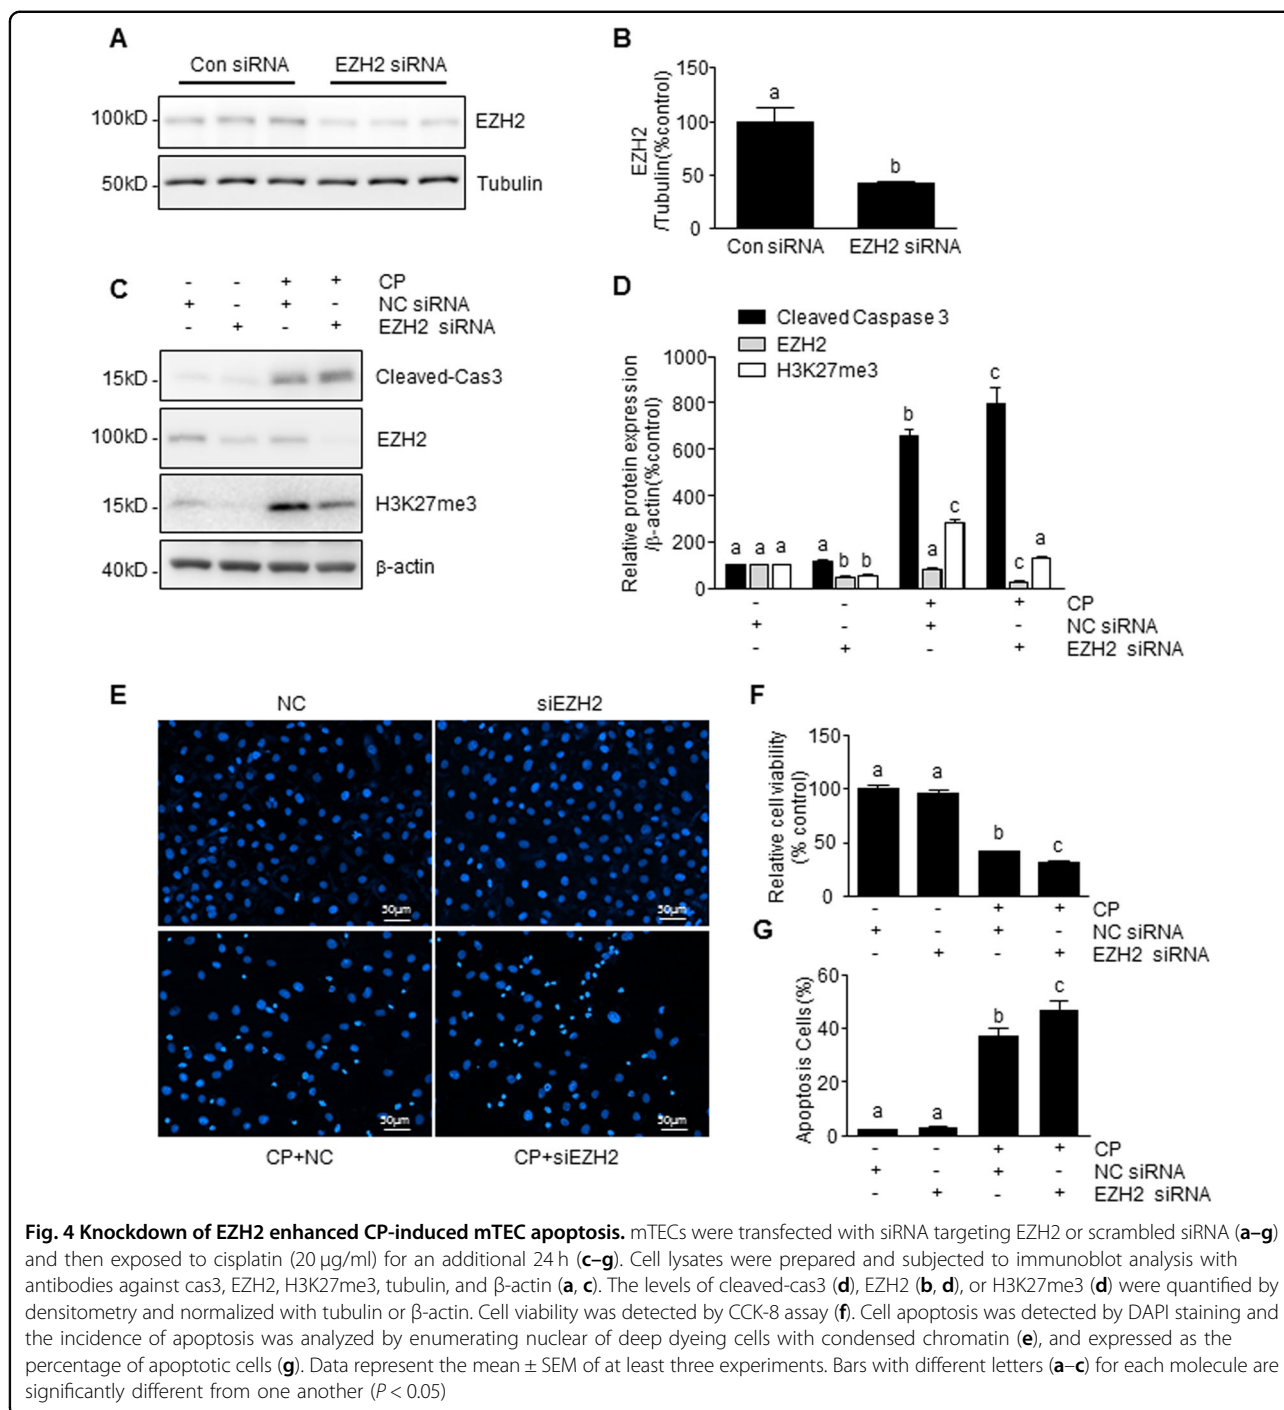 A
Con siRNA EZH2 siRNA
100kD - EZH2
50kD - Tubulin
B
EZH2
/Tubulin(%control)
150
100
50
0
a
b
Con siRNA EZH2 siRNA
C
- - + + CP
+ - + - NC siRNA
- + - + EZH2 siRNA
15kD - Cleaved-Cas3
100kD - EZH2
15kD - H3K27me3
40kD - β-actin
D
Cleaved Caspase 3
EZH2
H3K27me3
Relative protein expression
/β-actin(%control)
1000
800
600
400
200
0
a a a
a b b
b a c
c c a
- - + + CP
+ - + - NC siRNA
- + - + EZH2 siRNA
E
NC siEZH2
50µm 50µm
50µm 50µm
CP+NC CP+siEZH2
F
Relative cell viability
(% control)
150
100
50
0
a a b c
- - + + CP
+ - + - NC siRNA
- + - + EZH2 siRNA
G
Apoptosis Cells(%)
60
40
20
0
a a b c
- - + + CP
+ - + - NC siRNA
- + - + EZH2 siRNA
Fig. 4 Knockdown of EZH2 enhanced CP-induced mTEC apoptosis. mTECs were transfected with siRNA targeting EZH2 or scrambled siRNA (a–g)
and then exposed to cisplatin (20 µg/ml) for an additional 24 h (c–g). Cell lysates were prepared and subjected to immunoblot analysis with
antibodies against cas3, EZH2, H3K27me3, tubulin, and β-actin (a, c). The levels of cleaved-cas3 (d), EZH2 (b, d), or H3K27me3 (d) were quantified by
densitometry and normalized with tubulin or β-actin. Cell viability was detected by CCK-8 assay (f). Cell apoptosis was detected by DAPI staining and
the incidence of apoptosis was analyzed by enumerating nuclear of deep dyeing cells with condensed chromatin (e), and expressed as the
percentage of apoptotic cells (g). Data represent the mean ± SEM of at least three experiments. Bars with different letters (a–c) for each molecule are
significantly different from one another (P < 0.05)